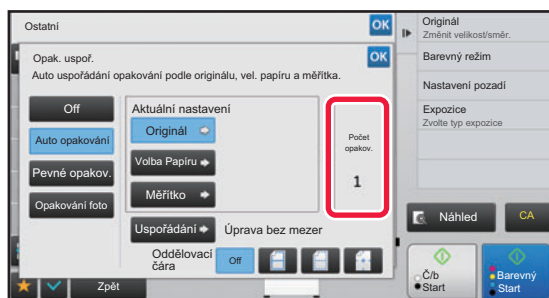 Ostatní
OK
Opak. uspoř.
OK
Auto uspořádání opakování podle originálu, vel. papíru a měřítka.
Off
Auto opakování
Pevné opakov.
Opakování foto
Aktuální nastavení
Originál
Volba Papíru
Měřítko
Počet
opakov.
1
Uspořádání
Úprava bez mezer
Oddělovací
čára
Off
Zpět
Originál
Změnit velikost/směr.
Barevný režim
Nastavení pozadí
Expozice
Zvolte typ expozice
Náhled
CA
Č/b
Start
Barevný
Start